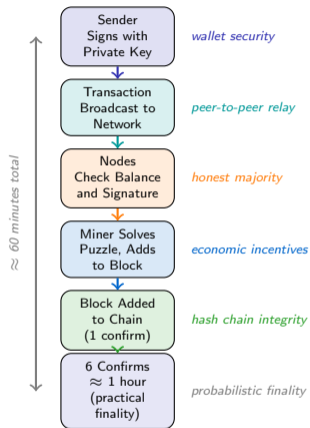 Sender
Signs with
Private Key
wallet security
Transaction
Broadcast to
Network
peer-to-peer relay
Nodes
Check Balance
and Signature
honest majority
Miner Solves
Puzzle, Adds
to Block
economic incentives
Block Added
to Chain
(1 confirm)
hash chain integrity
6 Confirms
≈ 1 hour
(practical
finality)
probabilistic finality
≈ 60 minutes total